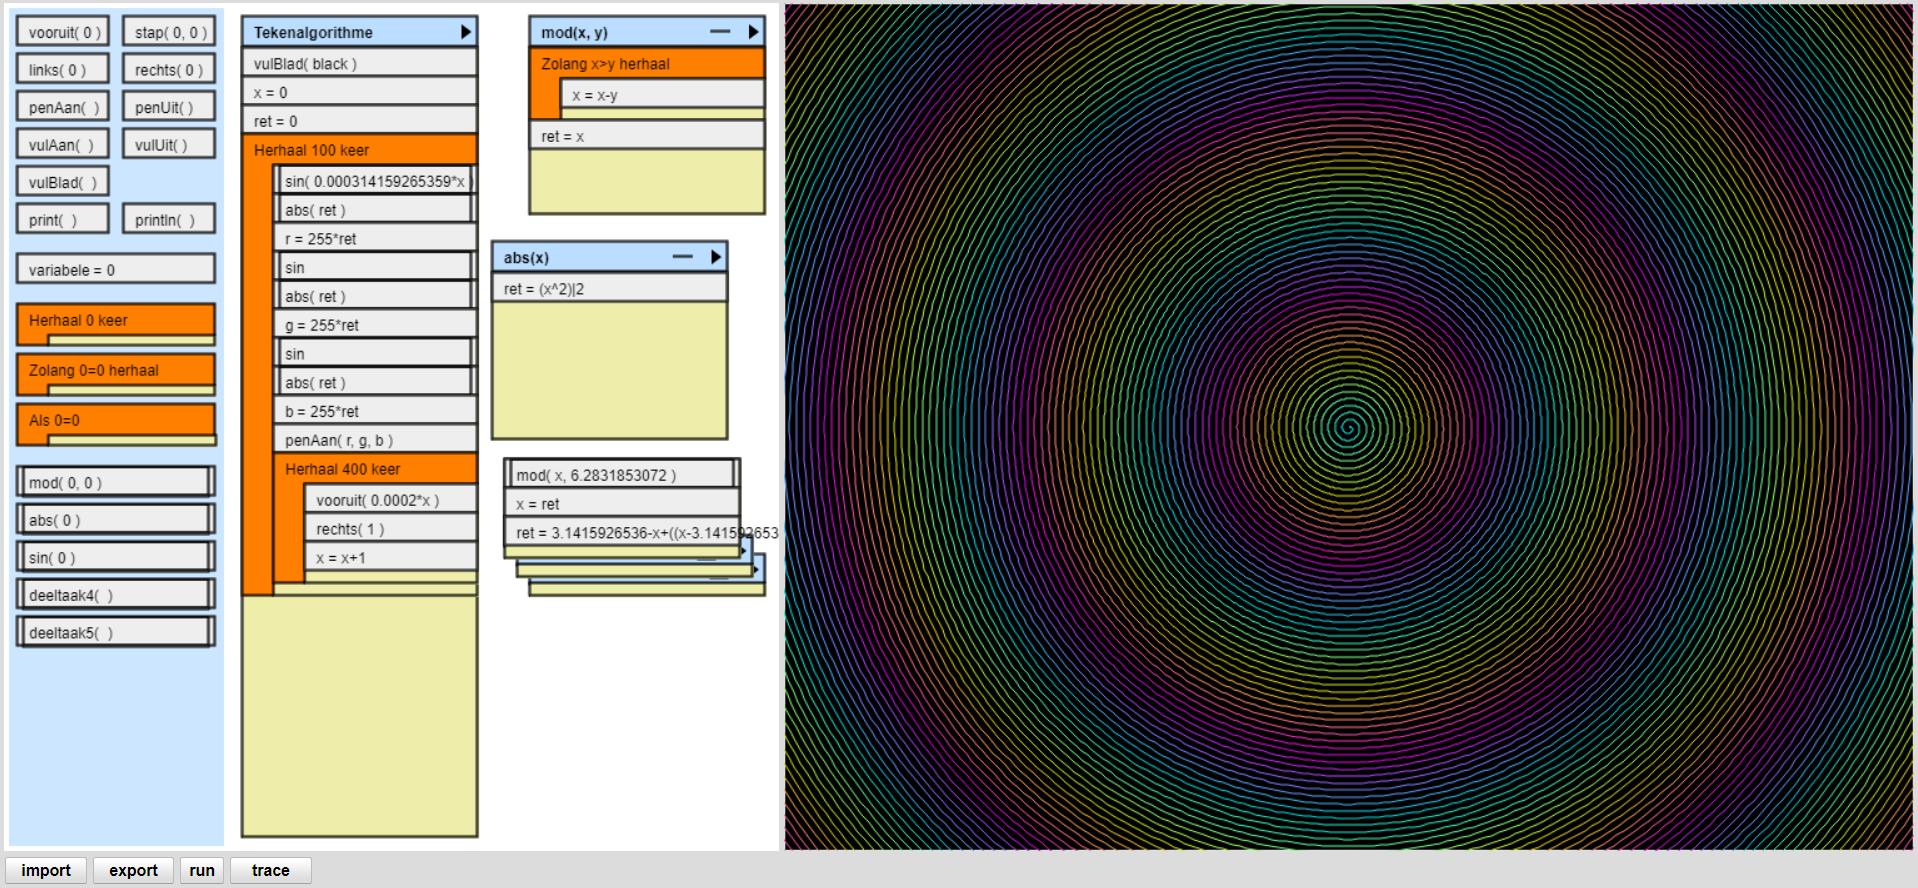 vooruit( 0 )
stap( 0, 0 )
links( 0 )
rechts( 0 )
penAan(  )
penUit( )
vulAan(  )
vulUit( )
vulBlad(  )
print(  )
println(  )
variabele = 0
Herhaal 0 keer
Zolang 0=0 herhaal
Als 0=0
mod( 0, 0 )
abs( 0 )
sin( 0 )
deeltaak4(  )
deeltaak5(  )
Tekenalgorithme
vulBlad( black )
x = 0
ret = 0
Herhaal 100 keer
sin( 0.000314159265359*x )
abs( ret )
r = 255*ret
sin
abs( ret )
g = 255*ret
sin
abs( ret )
b = 255*ret
penAan( r, g, b )
Herhaal 400 keer
vooruit( 0.0002*x )
rechts( 1 )
x = x+1
mod(x, y)
Zolang x>y herhaal
x = x-y
ret = x
abs(x)
ret = (x^2)|2
mod( x, 6.2831853072 )
x = ret
ret = 3.1415926536-x+((x-3.141592653
import
export
run
trace